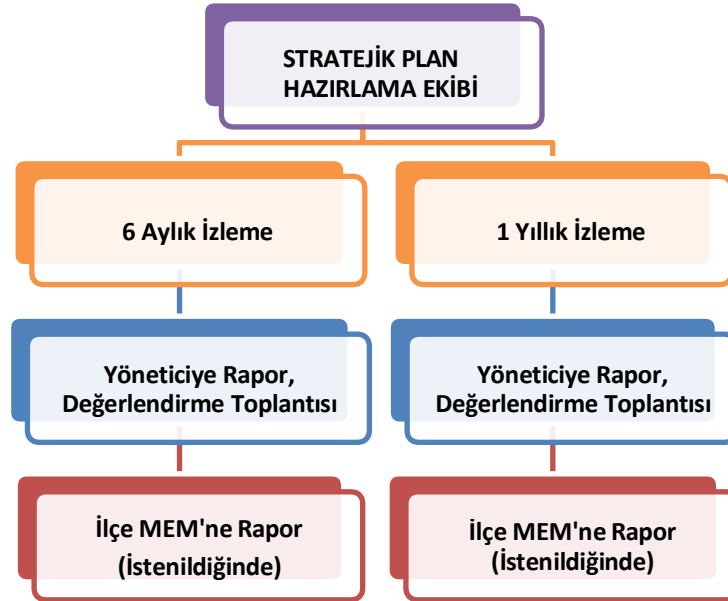 STRATEJİK PLAN
HAZIRLAMA EKİBİ
6 Aylık İzleme
1 Yıllık İzleme
Yöneticiye Rapor,
Değerlendirme Toplantısı
Yöneticiye Rapor,
Değerlendirme Toplantısı
İlçe MEM'ne Rapor
(İstenildiğinde)
İlçe MEM'ne Rapor
(İstenildiğinde)